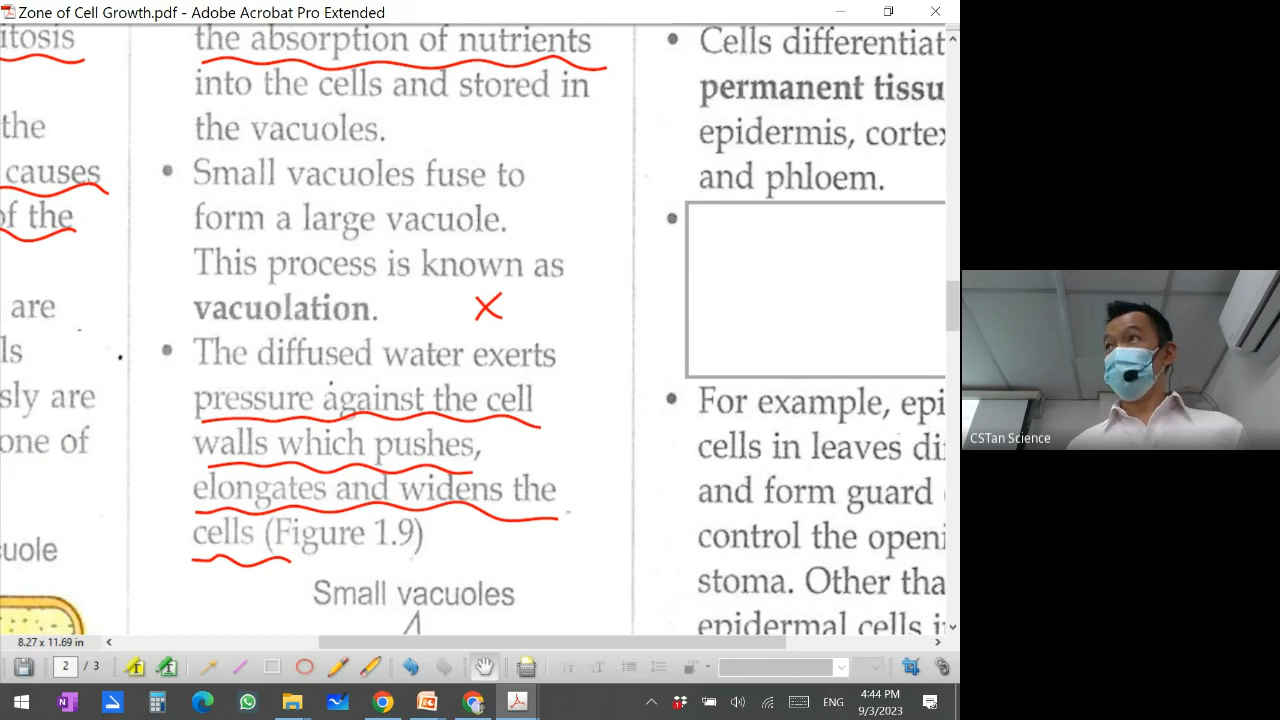 Zone of Cell Growth.pdf - Adobe Acrobat Pro Extended
itosis
the
causes
of the
are
ls
sly are
one of
cuole
the absorption of nutrients
into the cells and stored in
the vacuoles.
• Small vacuoles fuse to
form a large vacuole.
This process is known as
vacuolation.
• The diffused water exerts
pressure against the cell
walls which pushes,
elongates and widens the
cells (Figure 1.9)
Small vacuoles
• Cells differentiat
permanent tissu
epidermis, cortex
and phloem.
• For example, epi
cells in leaves di
and form guard
control the openi
stoma. Other tha
epidermal cells i
CSTan Science
8.27 x 11.69 in
2 / 3
ENG
4:44 PM
9/3/2023